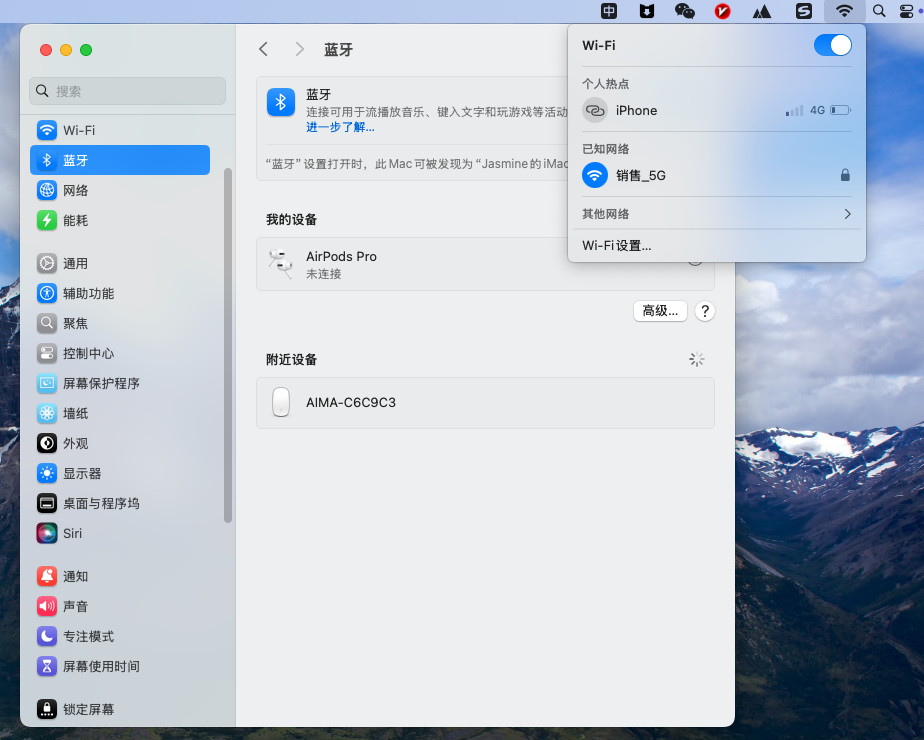 中
S
搜索
Wi-Fi
蓝牙
网络
能耗
通用
辅助功能
聚焦
控制中心
屏幕保护程序
墙纸
外观
显示器
桌面与程序坞
Siri
通知
声音
专注模式
屏幕使用时间
锁定屏幕
蓝牙
蓝牙
连接可用于流播放音乐、键入文字和玩游戏等活动
进一步了解...
“蓝牙”设置打开时，此 Mac 可被发现为“Jasmine的 iMac
我的设备
AirPods Pro
未连接
高级...
?
附近设备
AIMA-C6C9C3
Wi-Fi
个人热点
iPhone
4G
已知网络
销售_5G
其他网络
Wi-Fi设置...